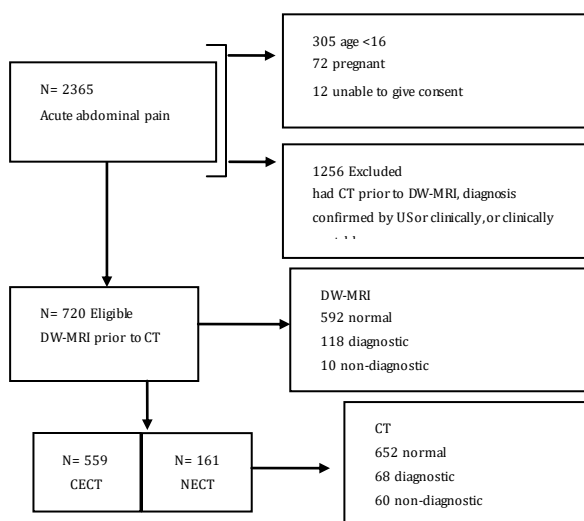 N= 2365
Acute abdominal pain
305 age <16
72 pregnant
12 unable to give consent
1256 Excluded
had CT prior to DW-MRI, diagnosis
confirmed by US or clinically, or clinically
N= 720 Eligible
DW-MRI prior to CT
DW-MRI
592 normal
118 diagnostic
10 non-diagnostic
N= 559
CECT
N= 161
NECT
CT
652 normal
68 diagnostic
60 non-diagnostic